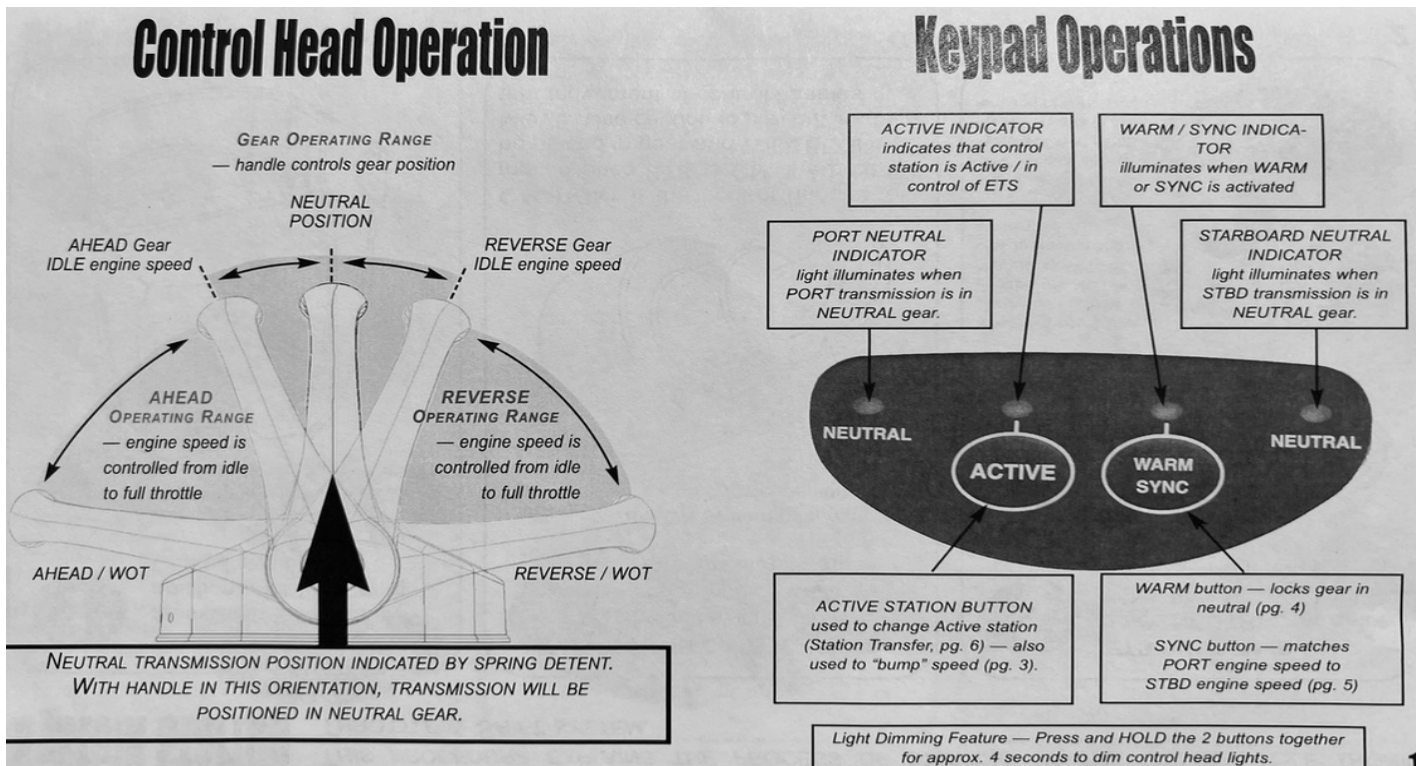 Control Head Operation
GEAR OPERATING RANGE
— handle controls gear position
NEUTRAL
POSITION
AHEAD Gear
IDLE engine speed
REVERSE Gear
IDLE engine speed
AHEAD
OPERATING RANGE
— engine speed is
controlled from idle
to full throttle
REVERSE
OPERATING RANGE
— engine speed is
controlled from idle
to full throttle
AHEAD / WOT
REVERSE / WOT
NEUTRAL TRANSMISSION POSITION INDICATED BY SPRING DETENT.
WITH HANDLE IN THIS ORIENTATION, TRANSMISSION WILL BE
POSITIONED IN NEUTRAL GEAR.
Keypad Operations
ACTIVE INDICATOR
indicates that control
station is Active / in
control of ETS
WARM / SYNC INDICA-
TOR
illuminates when WARM
or SYNC is activated
PORT NEUTRAL
INDICATOR
light illuminates when
PORT transmission is in
NEUTRAL gear.
STARBOARD NEUTRAL
INDICATOR
light illuminates when
STBD transmission is in
NEUTRAL gear.
NEUTRAL
ACTIVE
WARM
SYNC
NEUTRAL
ACTIVE STATION BUTTON
used to change Active station
(Station Transfer, pg. 6) — also
used to “bump” speed (pg. 3).
WARM button — locks gear in
neutral (pg. 4)
SYNC button — matches
PORT engine speed to
STBD engine speed (pg. 5)
Light Dimming Feature — Press and HOLD the 2 buttons together
for approx. 4 seconds to dim control head lights.